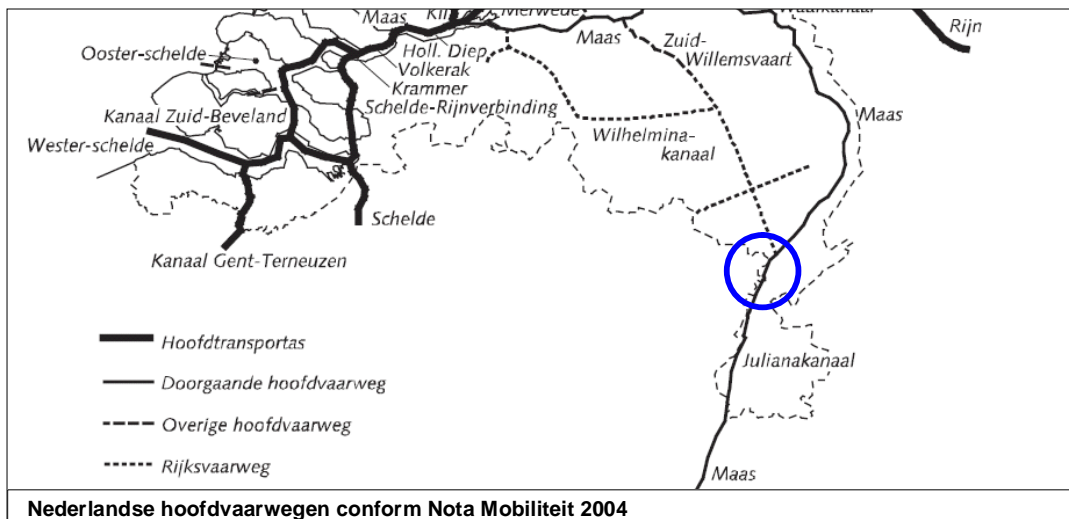 Maas
Kil
Merwede
Waalkanaal
Rijn
Ooster-schelde
Holl. Diep
Maas
Zuid-
Willemsvaart
Volkerak
Krammer
Kanaal Zuid-Beveland
Schelde-Rijnverbinding
Maas
Wester-schelde
Wilhelmina-
kanaal
Schelde
Kanaal Gent-Terneuzen
Hoofdtransportas
Julianakanaal
Doorgaande hoofdvaarweg
Overige hoofdvaarweg
Rijksvaarweg
Maas
Nederlandse hoofdvaarwegen conform Nota Mobiliteit 2004